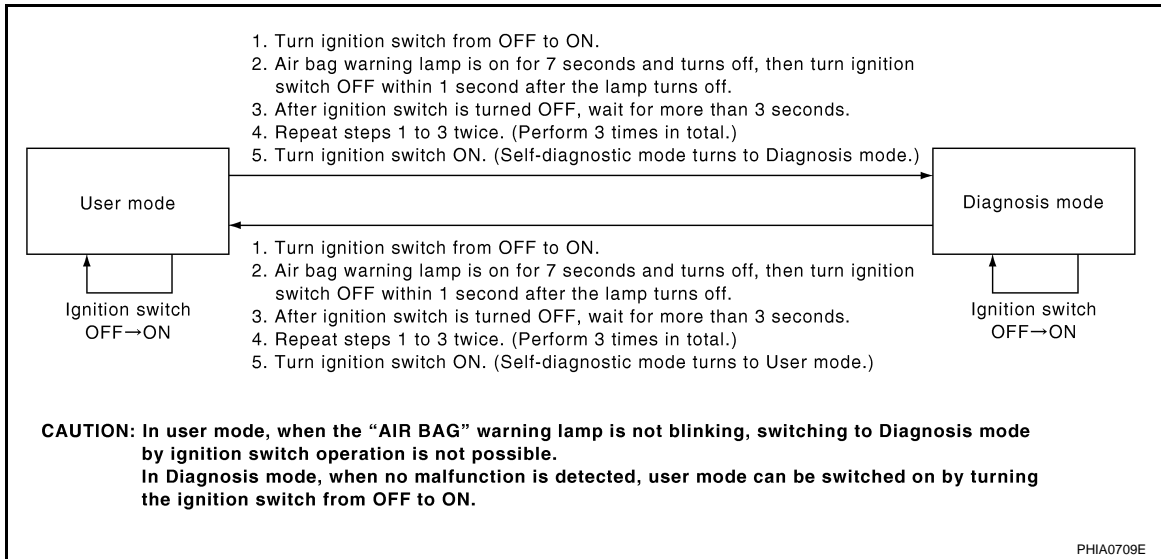 1. Turn ignition switch from OFF to ON.
2. Air bag warning lamp is on for 7 seconds and turns off, then turn ignition
switch OFF within 1 second after the lamp turns off.
3. After ignition switch is turned OFF, wait for more than 3 seconds.
4. Repeat steps 1 to 3 twice. (Perform 3 times in total.)
5. Turn ignition switch ON. (Self-diagnostic mode turns to Diagnosis mode.)
User mode
Diagnosis mode
1. Turn ignition switch from OFF to ON.
2. Air bag warning lamp is on for 7 seconds and turns off, then turn ignition
switch OFF within 1 second after the lamp turns off.
3. After ignition switch is turned OFF, wait for more than 3 seconds.
4. Repeat steps 1 to 3 twice. (Perform 3 times in total.)
5. Turn ignition switch ON. (Self-diagnostic mode turns to User mode.)
Ignition switch
OFF→ON
Ignition switch
OFF→ON
CAUTION: In user mode, when the “AIR BAG” warning lamp is not blinking, switching to Diagnosis mode
by ignition switch operation is not possible.
In Diagnosis mode, when no malfunction is detected, user mode can be switched on by turning
the ignition switch from OFF to ON.
PHIA0709E